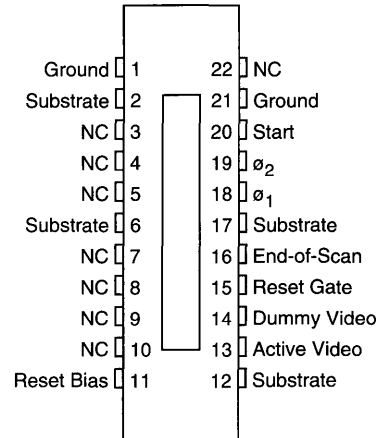 Ground 1 22 NC
Substrate 2 21 Ground
NC 3 20 Start
NC 4 19 ø2
NC 5 18 ø1
Substrate 6 17 Substrate
NC 7 16 End-of-Scan
NC 8 15 Reset Gate
NC 9 14 Dummy Video
NC 10 13 Active Video
Reset Bias 11 12 Substrate